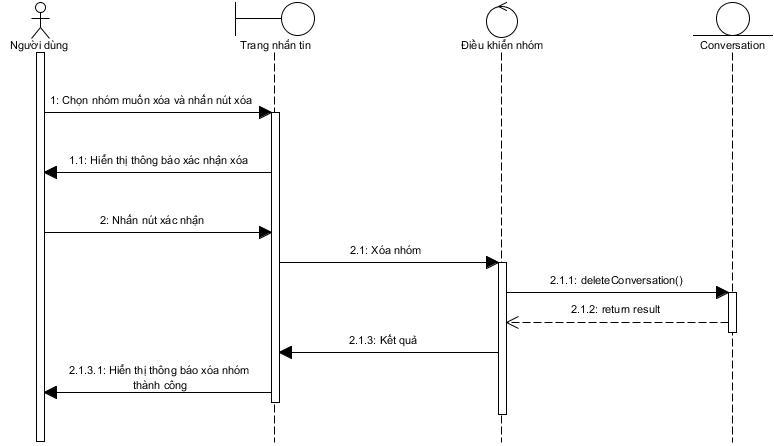 Người dùng
Trang nhắn tin
Điều khiển nhóm
Conversation
1: Chọn nhóm muốn xóa và nhấn nút xóa
1.1: Hiển thị thông báo xác nhận xóa
2: Nhấn nút xác nhận
2.1: Xóa nhóm
2.1.1: deleteConversation()
2.1.2: return result
2.1.3: Kết quả
2.1.3.1: Hiển thị thông báo xóa nhóm
thành công